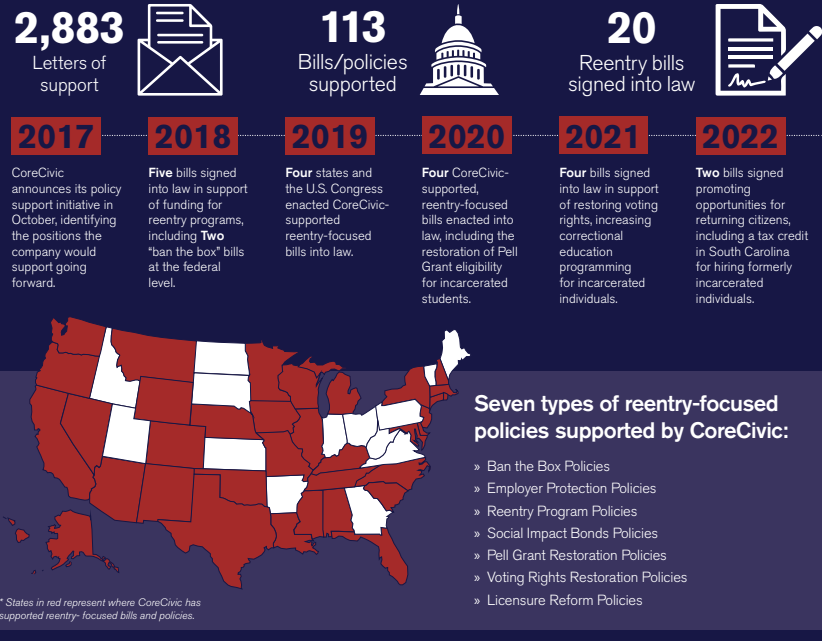 2,883
Letters of
support
113
Bills/policies
supported
20
Reentry bills
signed into law
2017
CoreCivic
announces its policy
support initiative in
October, identifying
the positions the
company would
support going
forward.
2018
Five bills signed
into law in support
of funding for
reentry programs,
including Two
“ban the box” bills
at the federal
level.
2019
Four states and
the U.S. Congress
enacted CoreCivic-
supported
reentry-focused
bills into law.
2020
Four CoreCivic-
supported,
reentry-focused
bills enacted into
law, including the
restoration of Pell
Grant eligibility
for incarcerated
students.
2021
Four bills signed
into law in support
of restoring voting
rights, increasing
correctional
education
programming
for incarcerated
individuals.
2022
Two bills signed
promoting
opportunities for
returning citizens,
including a tax credit
in South Carolina
for hiring formerly
incarcerated
individuals.
Seven types of reentry-focused
policies supported by CoreCivic:
» Ban the Box Policies
» Employer Protection Policies
» Reentry Program Policies
» Social Impact Bonds Policies
» Pell Grant Restoration Policies
» Voting Rights Restoration Policies
» Licensure Reform Policies
* States in red represent where CoreCivic has
supported reentry- focused bills and policies.